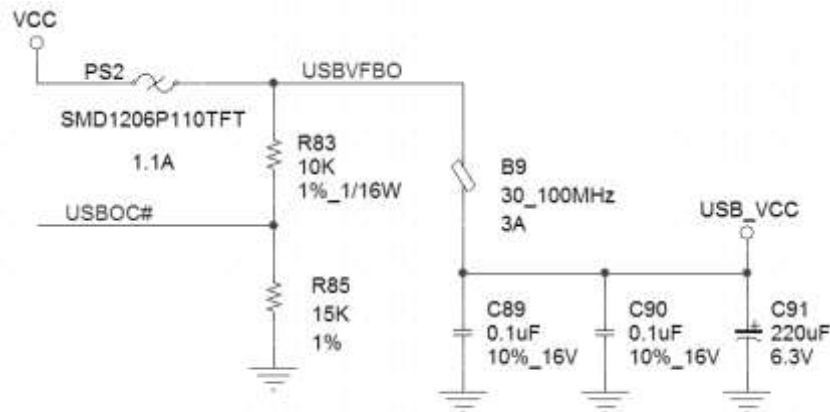 VCC
PS2
USBVFBO
SMD1206P110TFT
1.1A
R83
10K
1%_1/16W
USBOC#
R85
15K
1%
B9
30_100MHz
3A
USB_VCC
C89
0.1uF
10%_16V
C90
0.1uF
10%_16V
C91
+
220uF
6.3V